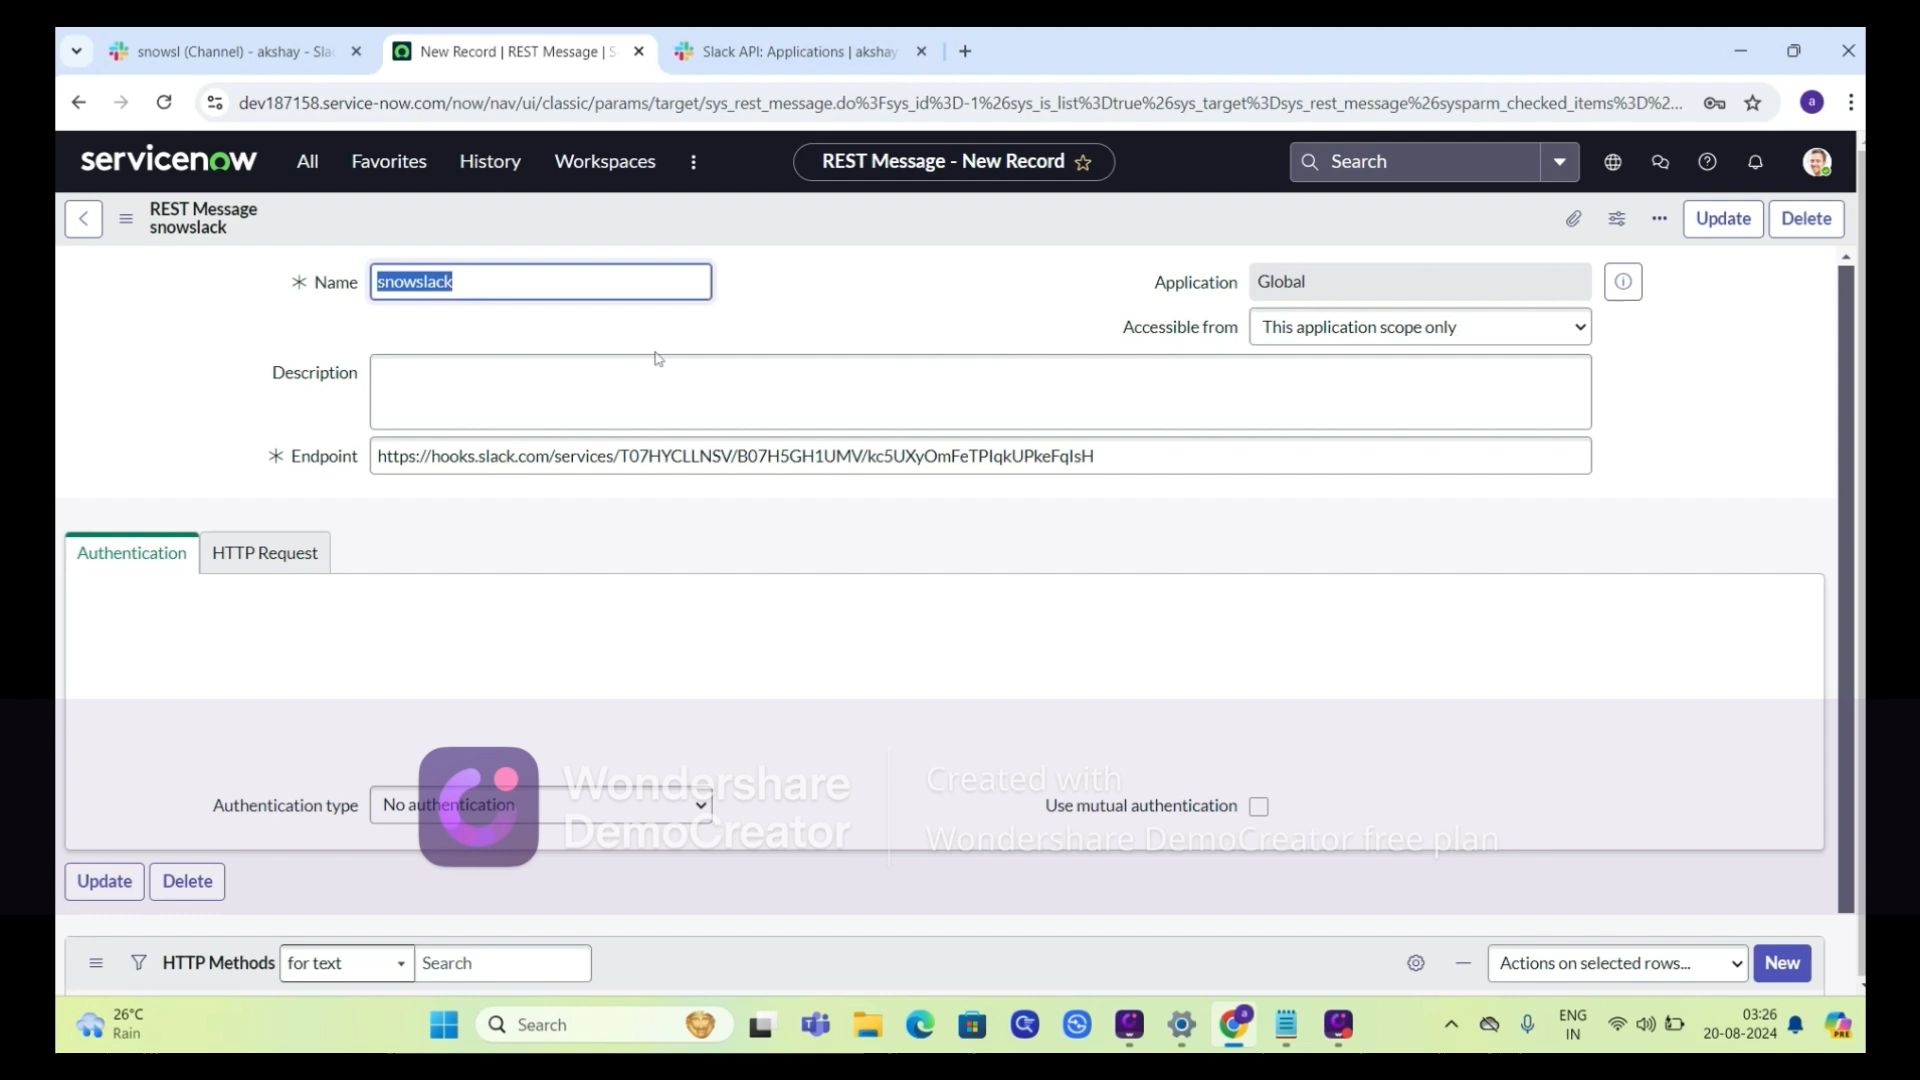 snowsl (Channel) - akshay - Sla
New Record | REST Message | S
Slack API: Applications | akshay
dev187158.service-now.com/now/nav/ui/classic/params/target/sys_rest_message.do%3Fsys_id%3D-1%26sys_is_list%3Dtrue%26sys_target%3Dsys_rest_message%26sysparm_checked_items%3D%2...
a
servicenow All Favorites History Workspaces REST Message - New Record Search
REST Message
snowslack
Update Delete
Name snowslack Application Global
Accessible from This application scope only
Description
Endpoint https://hooks.slack.com/services/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
Authentication HTTP Request
Authentication type No authentication Use mutual authentication
Wondershare
DemoCreator
Created with
Wondershare DemoCreator free plan
Update Delete
HTTP Methods for text Search Actions on selected rows... New
26°C
Rain
Search
ENG
IN
03:26
20-08-2024
PRE